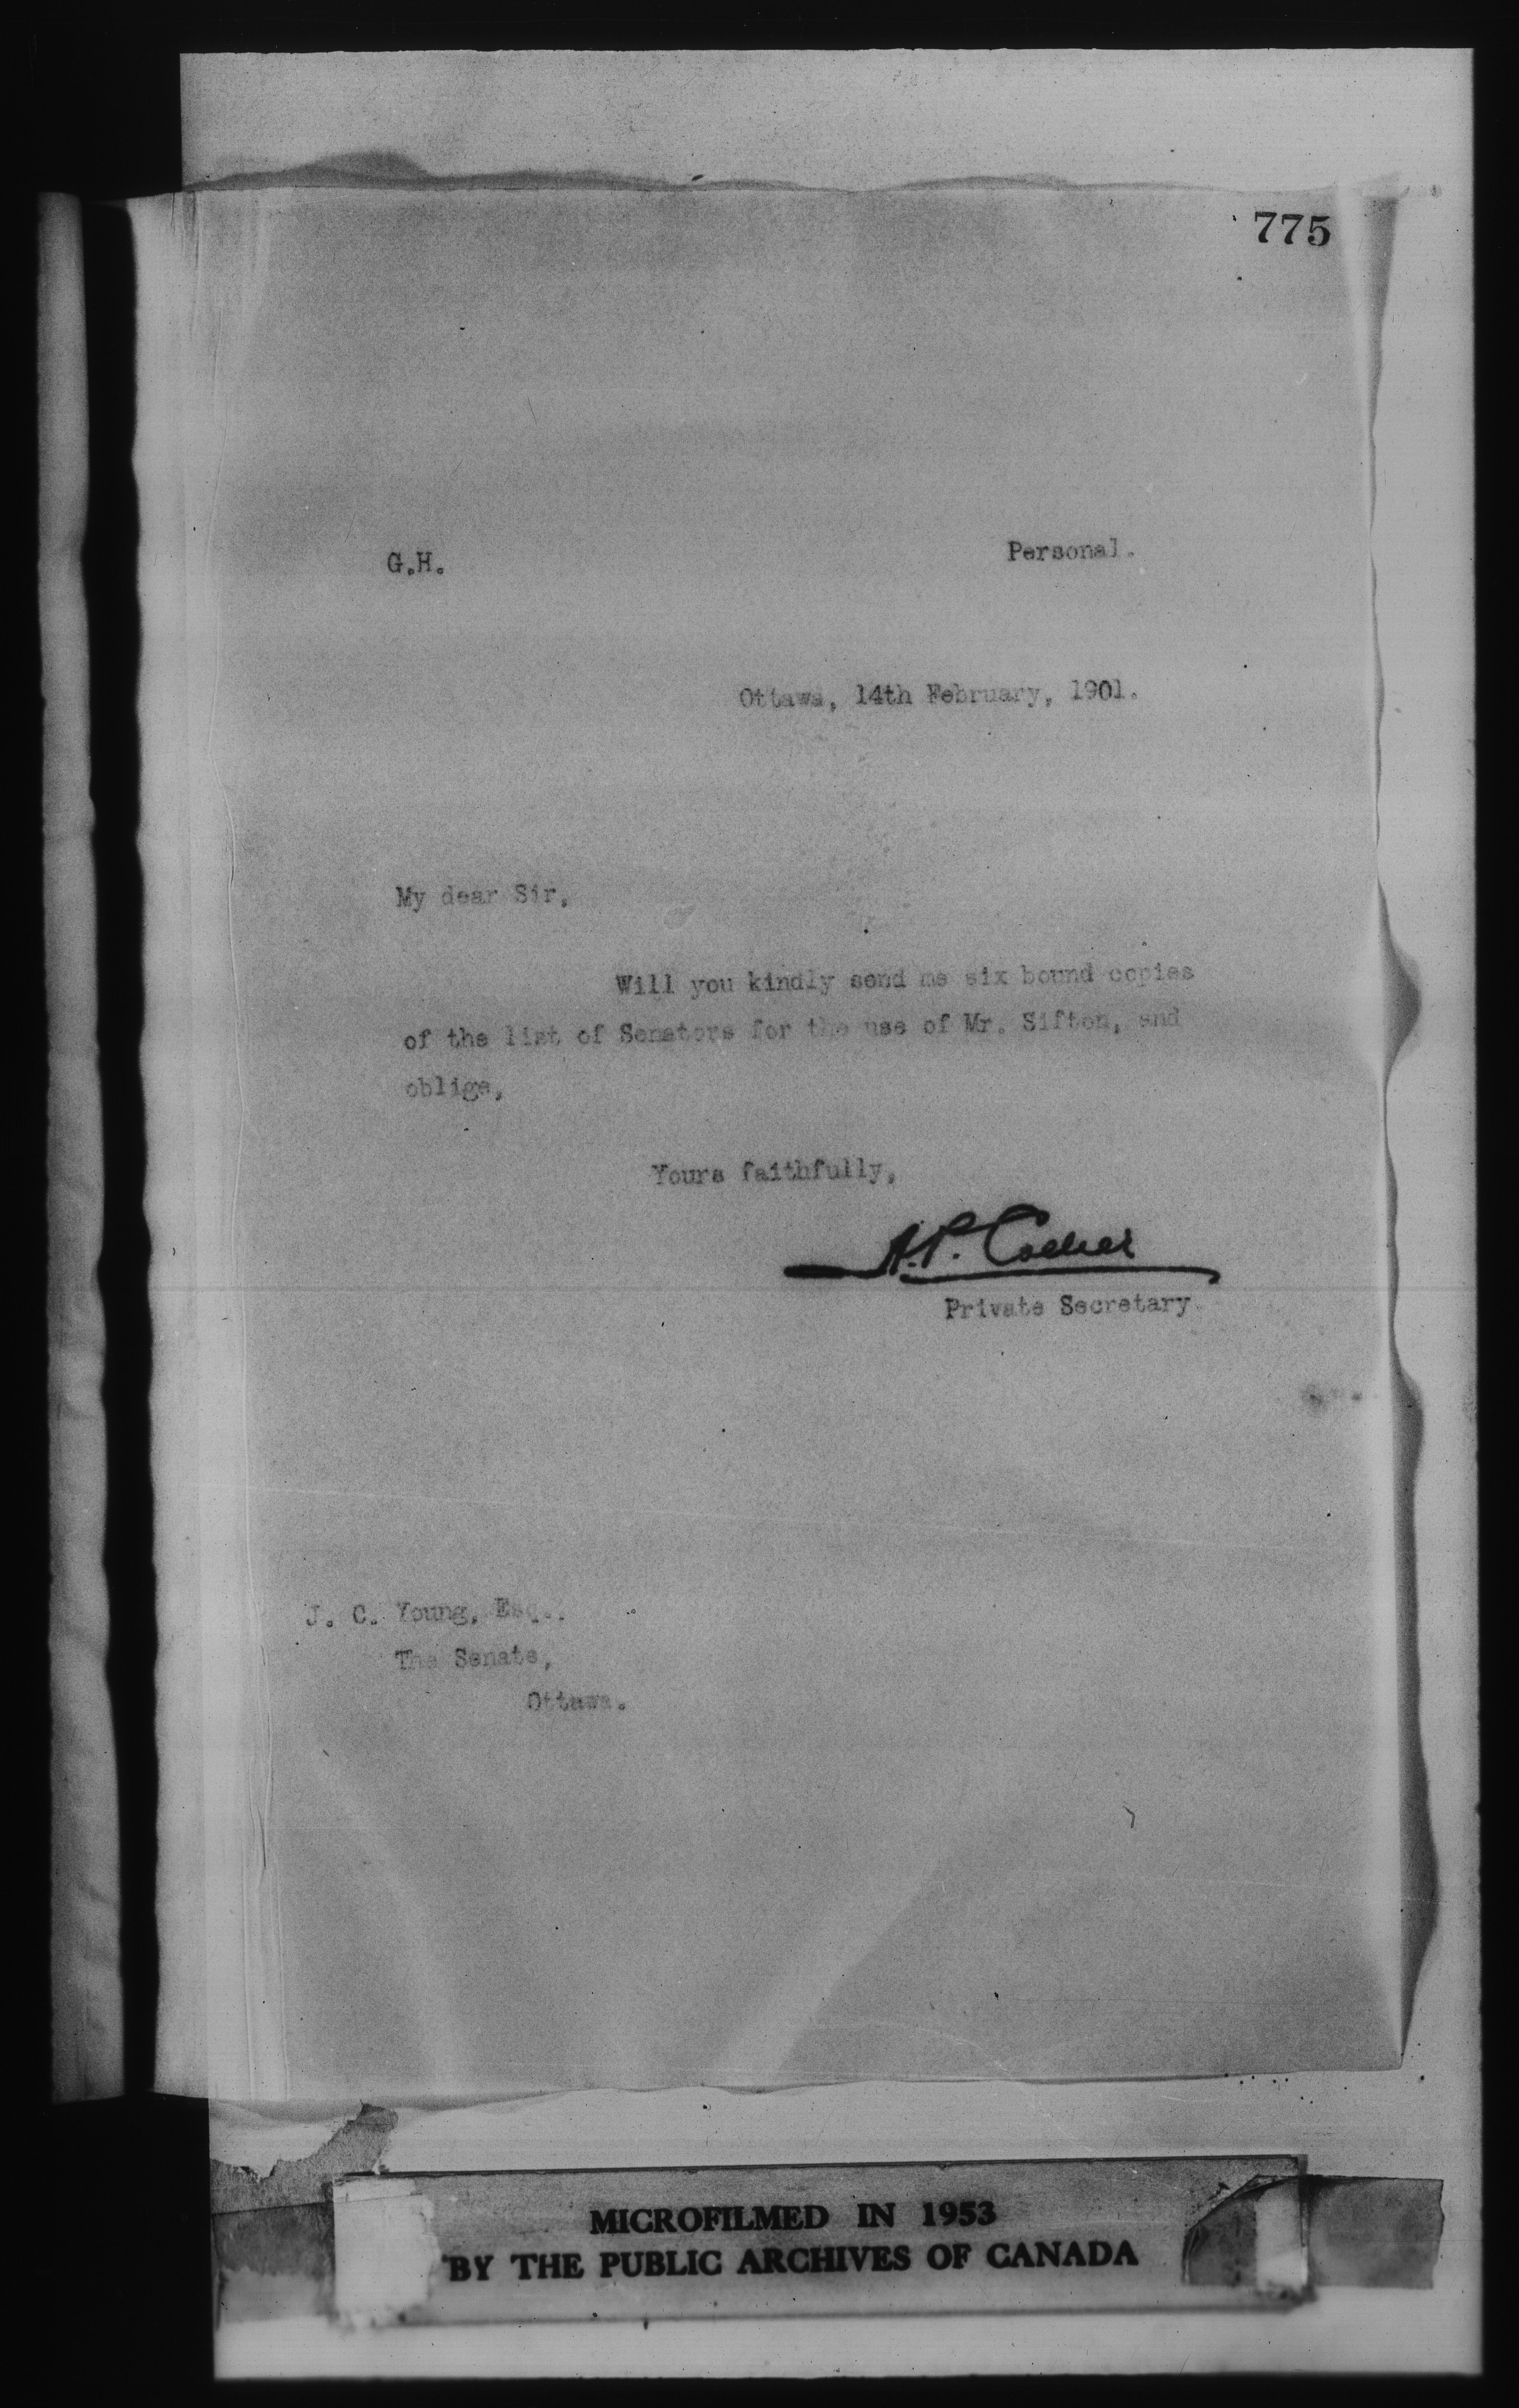 775
G.H.
Personal.
Ottawa, 14th February, 1901.
My dear Sir,
Will you kindly send me six bound copies
of the list of Senators for the use of Mr. Sifton, and
oblige,
Yours faithfully,
A.P. Collier
Private Secretary.
J. C. Young, Esq.,
The Senate,
Ottawa.
MICROFILMED IN 1953
BY THE PUBLIC ARCHIVES OF CANADA